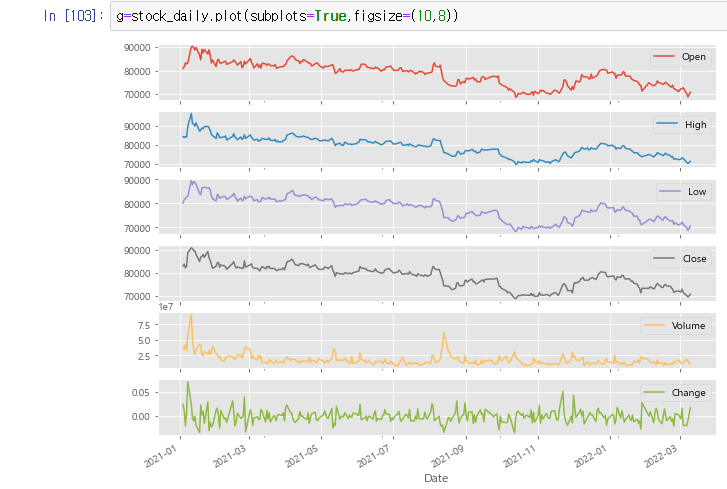 In [103]: g=stock_daily.plot(subplots=True,figsize=(10,8))
90000
80000
70000
Open
90000
80000
70000
High
90000
80000
70000
Low
90000
80000
70000
Close
1e7
7.5
5.0
2.5
Volume
0.05
0.00
Change
2021-01 2021-03 2021-05 2021-07 2021-09 2021-11 2022-01 2022-03
Date